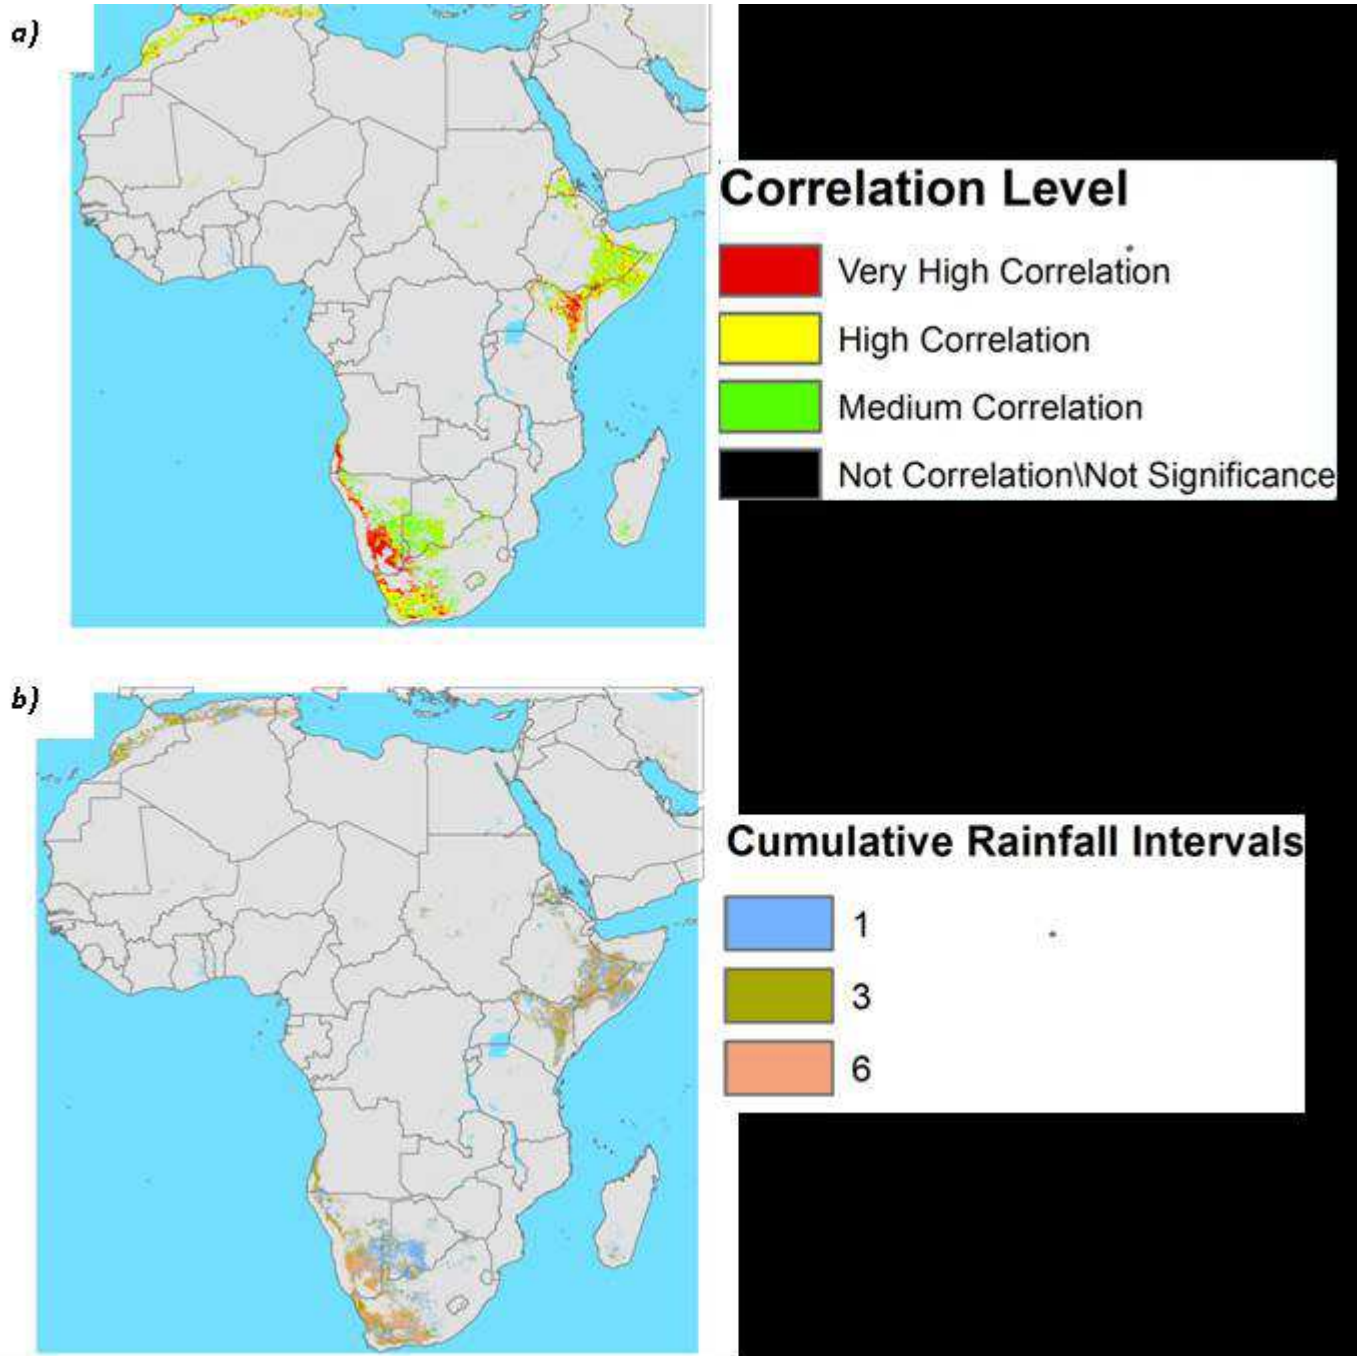 a)
Correlation Level
Very High Correlation
High Correlation
Medium Correlation
Not Correlation\Not Significance
b)
Cumulative Rainfall Intervals
1
3
6